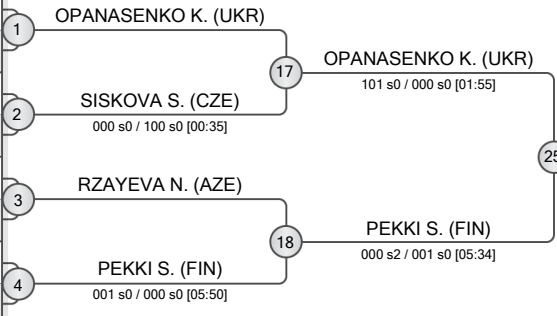 OPANASENKO K. (UKR)
1
17
OPANASENKO K. (UKR)
101 s0 / 000 s0 [01:55]
SISKOVA S. (CZE)
2
000 s0 / 100 s0 [00:35]
25
RZAYEVA N. (AZE)
3
18
PEKKI S. (FIN)
000 s2 / 001 s0 [05:34]
PEKKI S. (FIN)
4
001 s0 / 000 s0 [05:50]